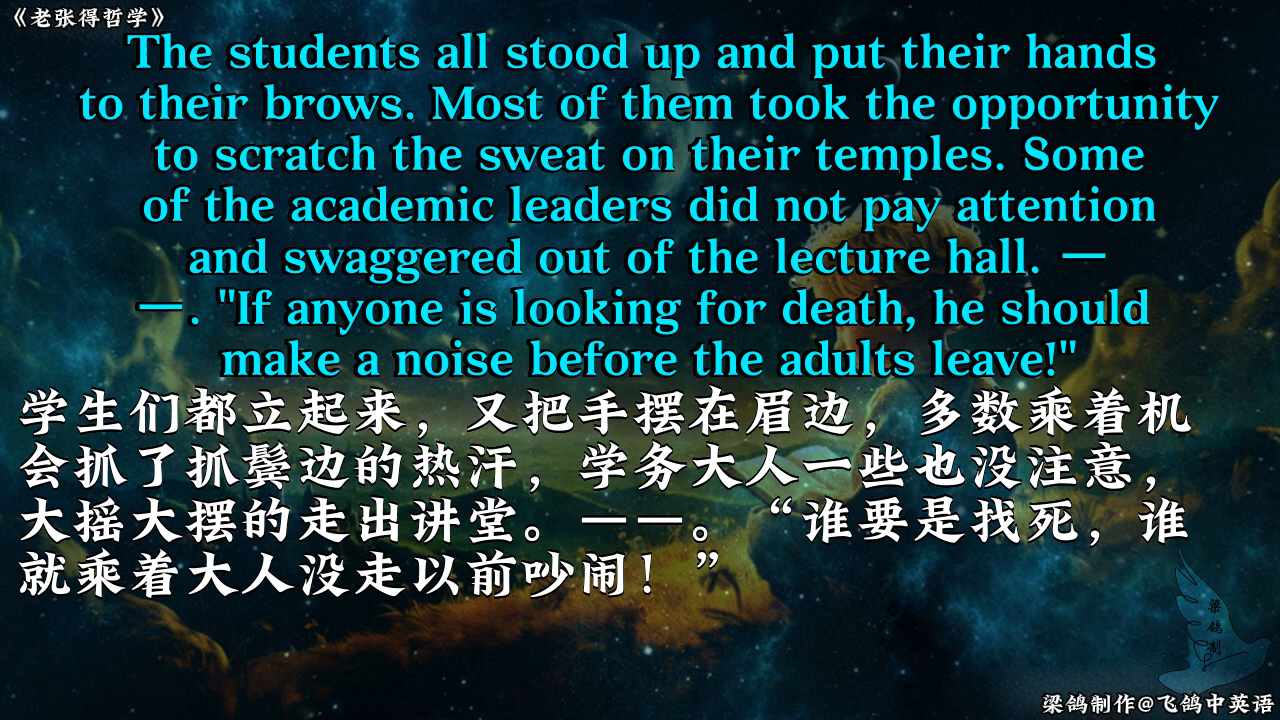 《老张得哲学》
The students all stood up and put their hands
to their brows. Most of them took the opportunity
to scratch the sweat on their temples. Some
of the academic leaders did not pay attention
and swaggered out of the lecture hall. —
—. "If anyone is looking for death, he should
make a noise before the adults leave!"
学生们都立起来，又把手摆在眉边，多数乘着机
会抓了抓鬓边的热汗，学务大人一些也没注意，
大摇大摆的走出讲堂。——。“谁要是找死，谁
就乘着大人没走以前吵闹！”
梁鸽制
梁鸽制作@飞鸽中英语